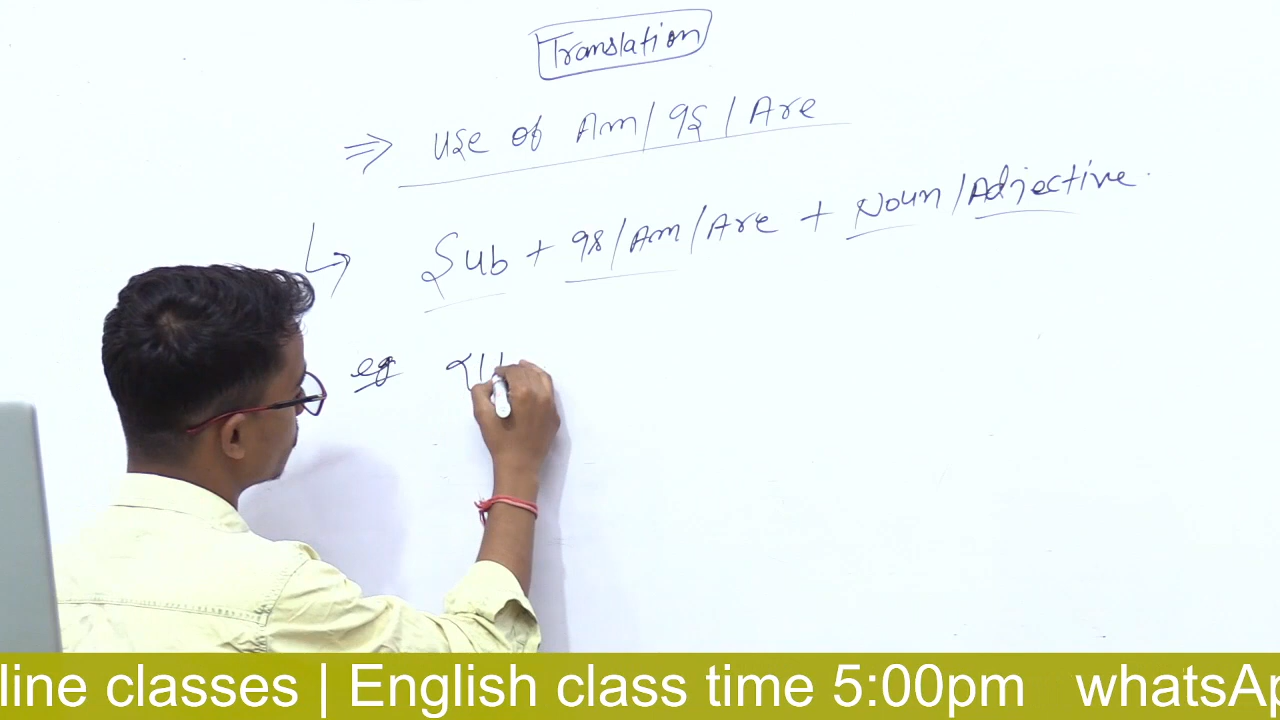 Translation
⇒ Use of Am/Is/Are
↳ Sub + Is/Am/Are + Noun/Adjective.
eg
line classes | English class time 5:00pm whatsAp